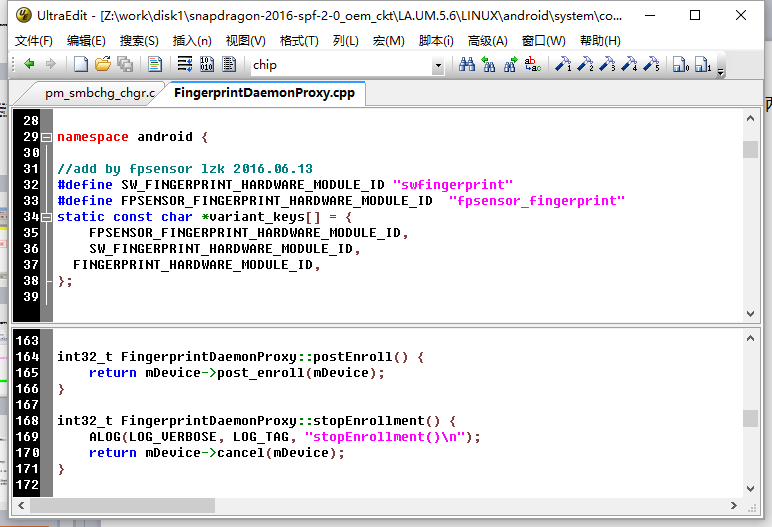 UltraEdit - [Z:\work\disk1\snapdragon-2016-spf-2-0_oem_ckt\LA.UM.5.6\LINUX\android\system\co...
文件(F) 编辑(E) 搜索(S) 插入(n) 视图(V) 格式(T) 列(L) 宏(M) 脚本(i) 高级(A) 窗口(W) 帮助(H)
chip
pm_smbchg_chgr.c FingerprintDaemonProxy.cpp
28
29 namespace android {
30
31 //add by fpsensor lzk 2016.06.13
32 #define SW_FINGERPRINT_HARDWARE_MODULE_ID "swfingerprint"
33 #define FPSENSOR_FINGERPRINT_HARDWARE_MODULE_ID  "fpsensor_fingerprint"
34 static const char *variant_keys[] = {
35     FPSENSOR_FINGERPRINT_HARDWARE_MODULE_ID,
36     SW_FINGERPRINT_HARDWARE_MODULE_ID,
37   FINGERPRINT_HARDWARE_MODULE_ID,
38 };
39
163
164 int32_t FingerprintDaemonProxy::postEnroll() {
165     return mDevice->post_enroll(mDevice);
166 }
167
168 int32_t FingerprintDaemonProxy::stopEnrollment() {
169     ALOG(LOG_VERBOSE, LOG_TAG, "stopEnrollment()\n");
170     return mDevice->cancel(mDevice);
171 }
172